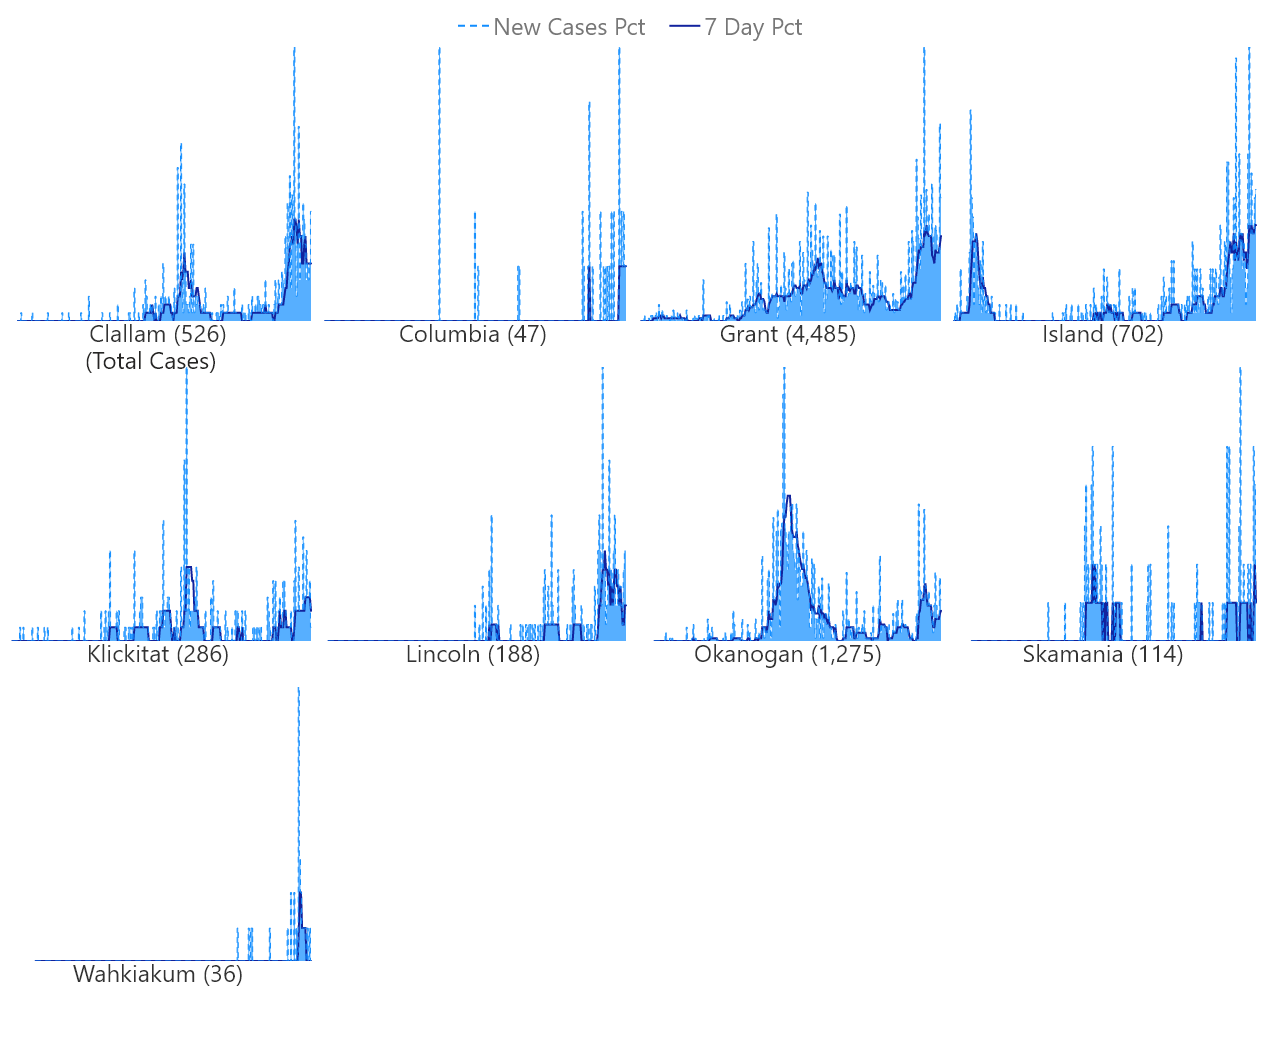 New Cases Pct 7 Day Pct
Clallam (526) Columbia (47) Grant (4,485) Island (702)
(Total Cases)
Klickitat (286) Lincoln (188) Okanogan (1,275) Skamania (114)
Wahkiakum (36)